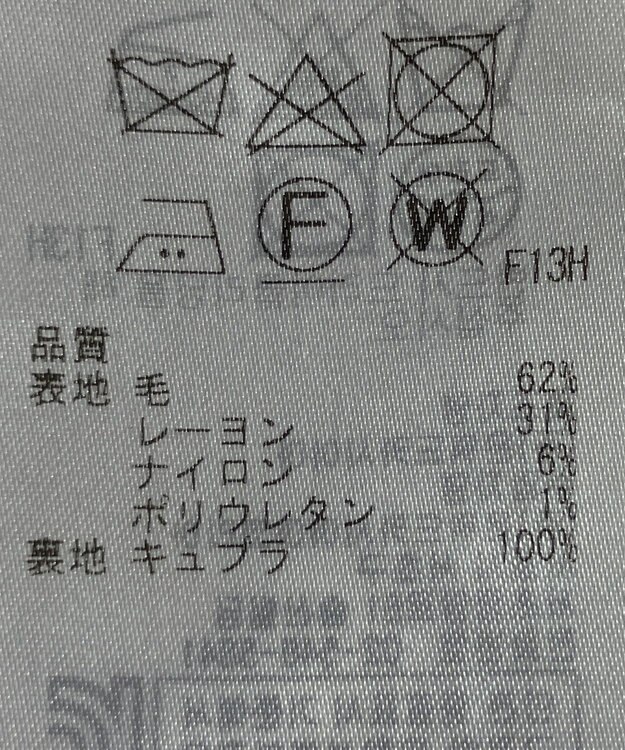 F W F13H
品質
表地 毛 62%
レーヨン 31%
ナイロン 6%
ポリウレタン 1%
裏地 キュプラ 100%